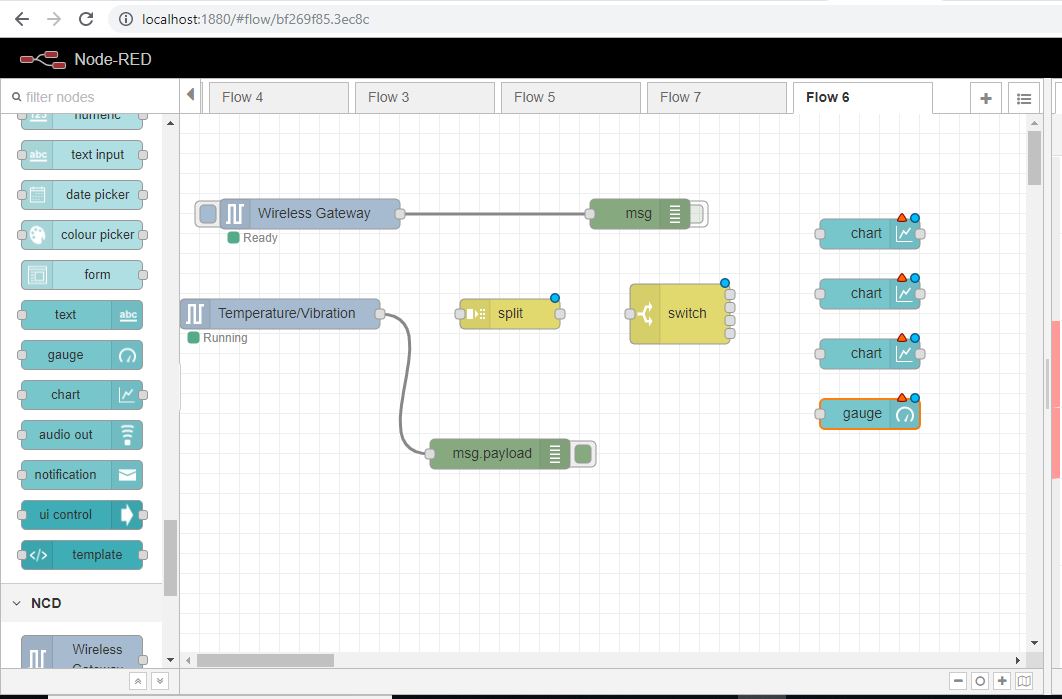 localhost:1880/#flow/bf269f85.3ec8c
Node-RED
filter nodes
Flow 4
Flow 3
Flow 5
Flow 7
Flow 6
numeric
abc
text input
date picker
colour picker
form
text
abc
gauge
chart
audio out
notification
ui control
</> template
NCD
Wireless
Gateway
Wireless Gateway
Ready
msg
Temperature/Vibration
Running
split
switch
msg.payload
chart
chart
chart
gauge